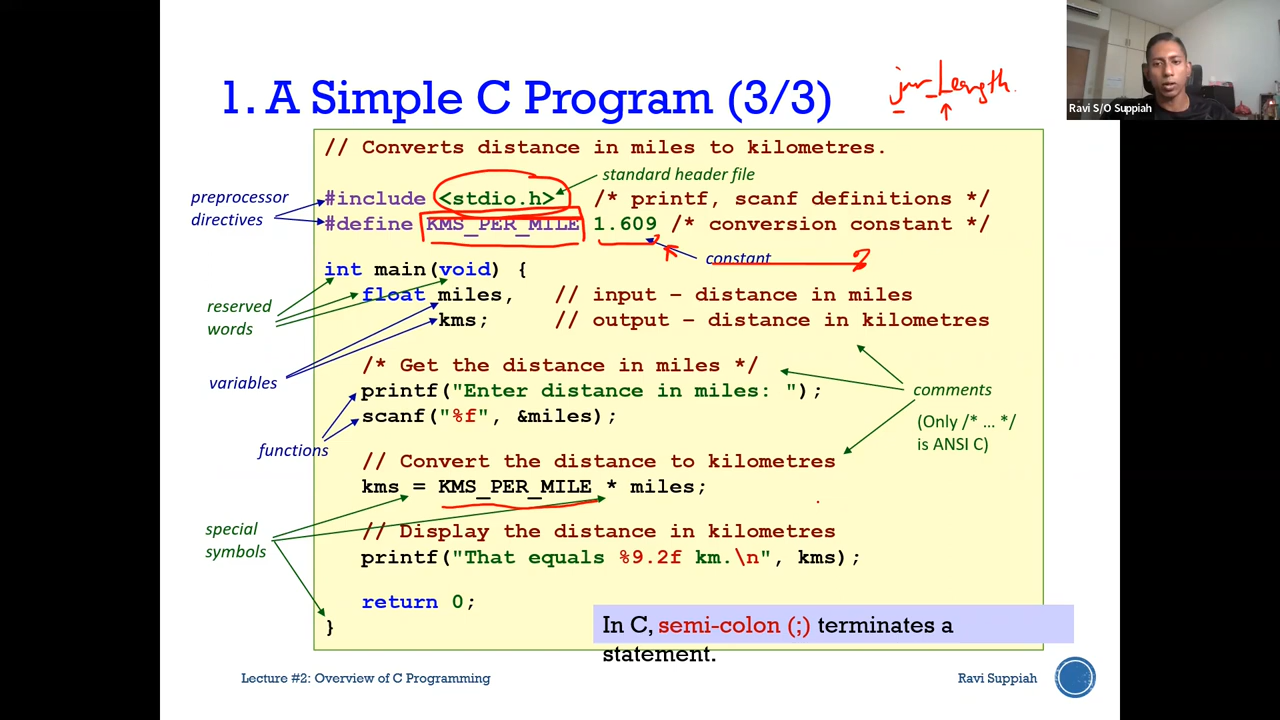 1. A Simple C Program (3/3)
Ravi S/O Suppiah
// Converts distance in miles to kilometres.
standard header file
preprocessor
directives
#include <stdio.h> /* printf, scanf definitions */
#define KMS_PER_MILE 1.609 /* conversion constant */
constant
int main(void) {
reserved
words
float miles, // input – distance in miles
kms; // output – distance in kilometres
variables
/* Get the distance in miles */
printf("Enter distance in miles: ");
scanf("%f", &miles);
comments
(Only /* ... */
is ANSI C)
functions
// Convert the distance to kilometres
kms = KMS_PER_MILE * miles;
special
symbols
// Display the distance in kilometres
printf("That equals %9.2f km.\n", kms);
return 0;
}
In C, semi-colon (;) terminates a
statement.
Lecture #2: Overview of C Programming
Ravi Suppiah